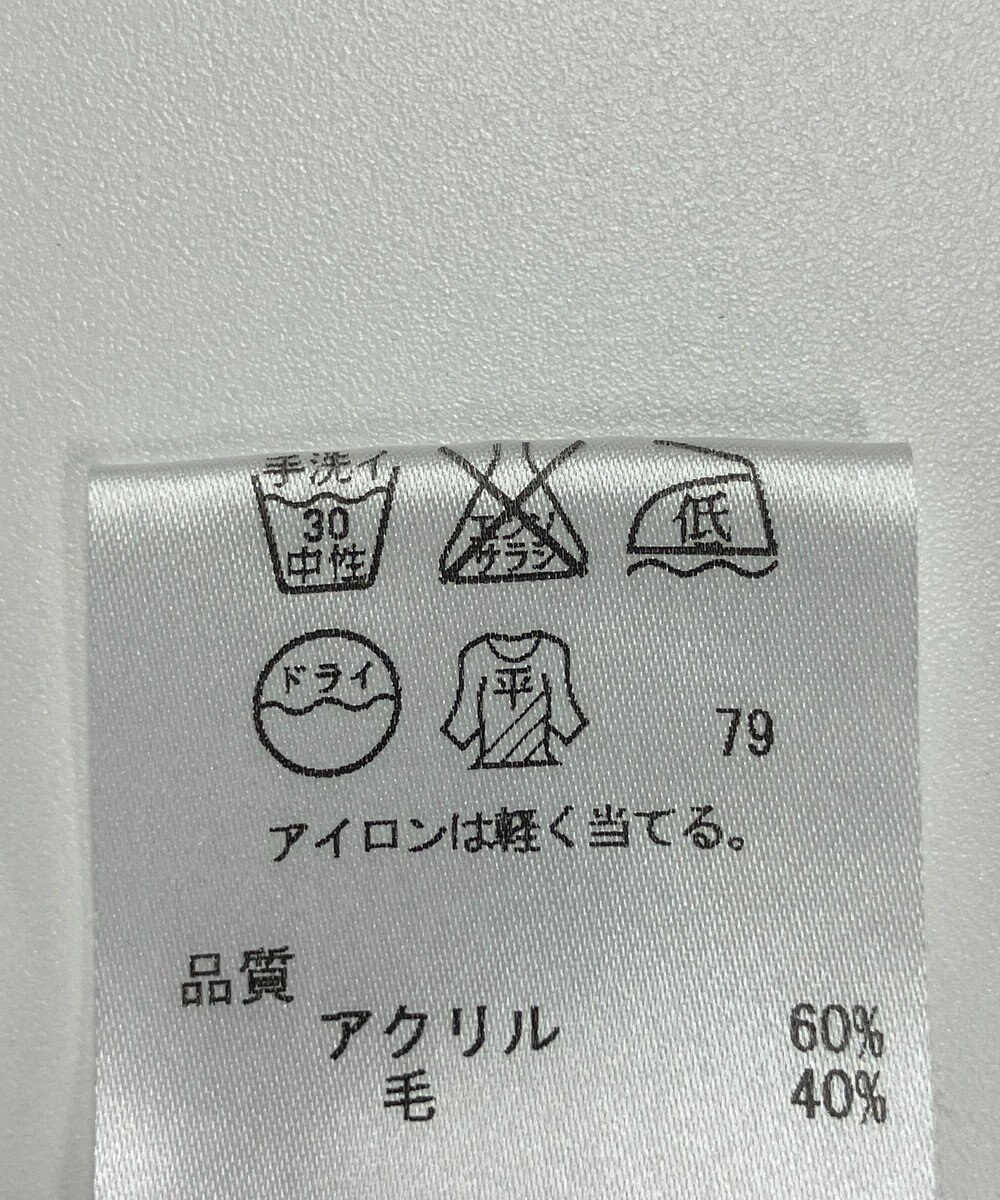 手洗イ
30
中性
エンソ
サラシ
低
ドライ
平
79
アイロンは軽く当てる。
品質
アクリル 60%
毛 40%